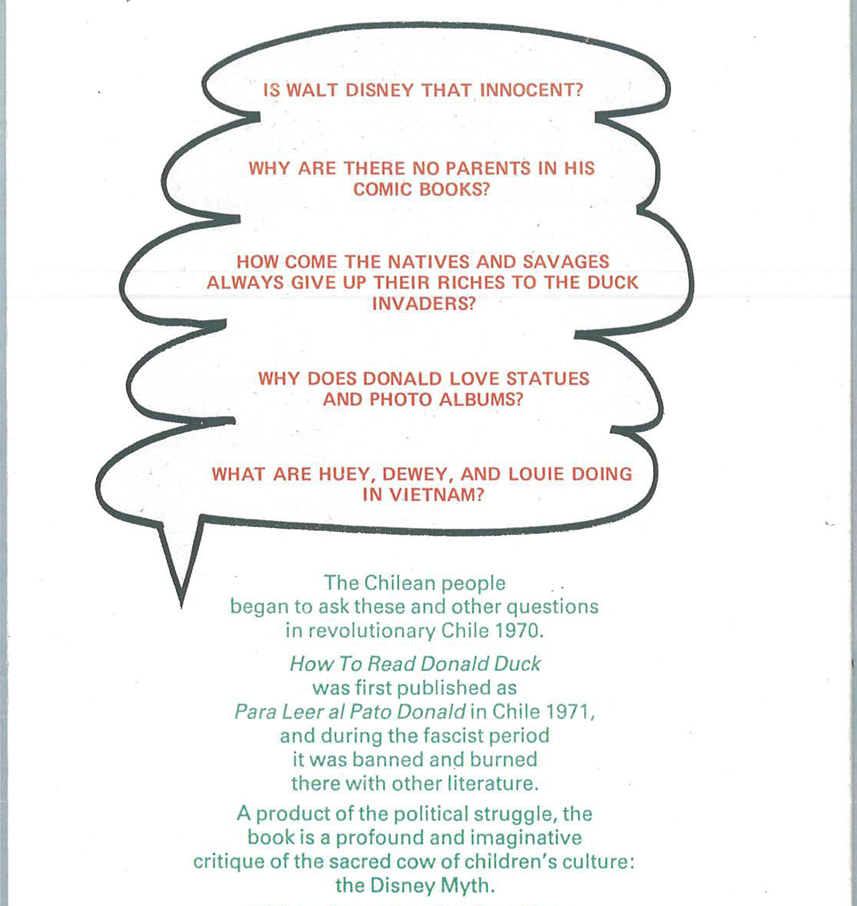 IS WALT DISNEY THAT INNOCENT?
WHY ARE THERE NO PARENTS IN HIS
COMIC BOOKS?
HOW COME THE NATIVES AND SAVAGES
ALWAYS GIVE UP THEIR RICHES TO THE DUCK
INVADERS?
WHY DOES DONALD LOVE STATUES
AND PHOTO ALBUMS?
WHAT ARE HUEY, DEWEY, AND LOUIE DOING
IN VIETNAM?
The Chilean people
began to ask these and other questions
in revolutionary Chile 1970.
How To Read Donald Duck
was first published as
Para Leer al Pato Donald in Chile 1971,
and during the fascist period
it was banned and burned
there with other literature.
A product of the political struggle, the
book is a profound and imaginative
critique of the sacred cow of children's culture:
the Disney Myth.